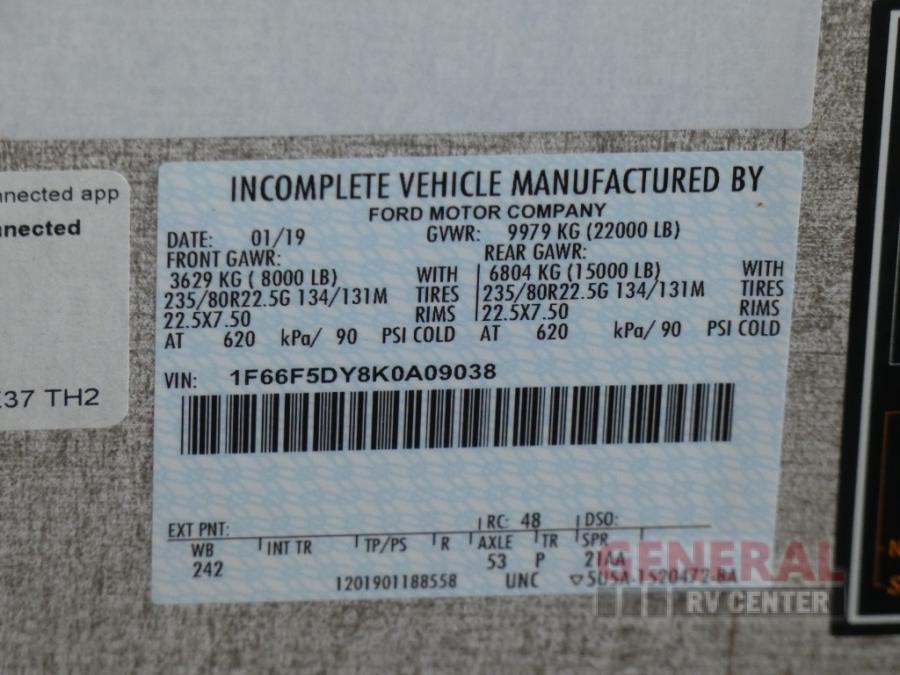 nnected app
nnected
E37 TH2
INCOMPLETE VEHICLE MANUFACTURED BY
FORD MOTOR COMPANY
DATE: 01/19 GVWR: 9979 KG (22000 LB)
FRONT GAWR: REAR GAWR:
3629 KG ( 8000 LB) WITH 6804 KG (15000 LB) WITH
235/80R22.5G 134/131M TIRES 235/80R22.5G 134/131M TIRES
22.5X7.50 RIMS 22.5X7.50 RIMS
AT 620 kPa/ 90 PSI COLD AT 620 kPa/ 90 PSI COLD
VIN: 1F66F5DY8K0A09038
EXT PNT: RC: 48 DSO:
WB INT TR TP/PS R AXLE TR SPR
242 53 P 21AA
1201901188558 UNC ▽5U5A-1520472-BA
GENERAL
RV CENTER
N
S